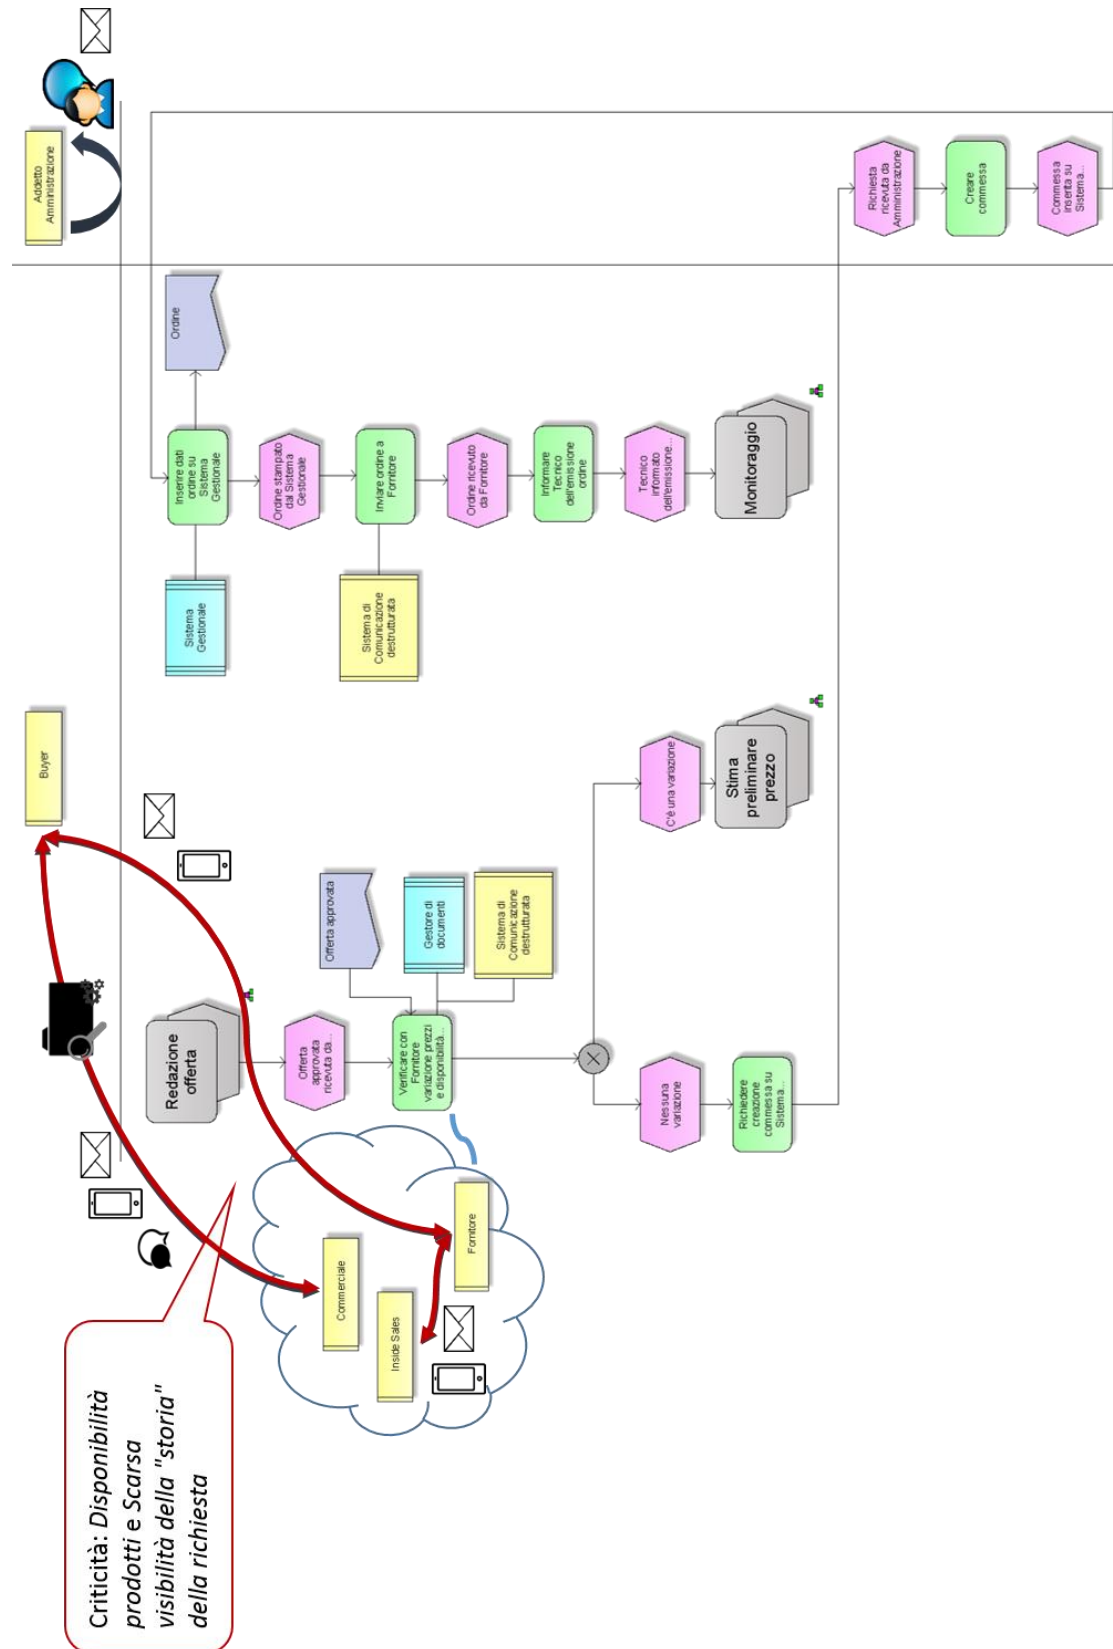 Criticità: Disponibilità
prodotti e Scarsa
visibilità della "storia"
della richiesta
Buyer
Addetto
Amministrazione
Commerciale
Inside Sales
Fornitore
Redazione
offerta
Offerta
approvata
ricevuta da...
Offerta approvata
Verificare con
Fornitore
variazione prezzi
e disponibilità...
Gestore di
documenti
Sistema di
Comunicazione
destrutturata
Nessuna
variazione
Richiedere
creazione
commessa su
Sistema...
C'è una variazione
Stima
preliminare
prezzo
Sistema
Gestionale
Inserire dati
ordine su
Sistema
Gestionale
Ordine
Ordine stampato
dal Sistema
Gestionale
Sistema di
Comunicazione
destrutturata
Inviare ordine a
Fornitore
Ordine ricevuto
da Fornitore
Informare
Tecnico
dell'emissione
ordine
Tecnico
informato
dell'emissione...
Monitoraggio
Richiesta
ricevuta da
Amministrazione
Creare
commessa
Commessa
inserita su
Sistema...